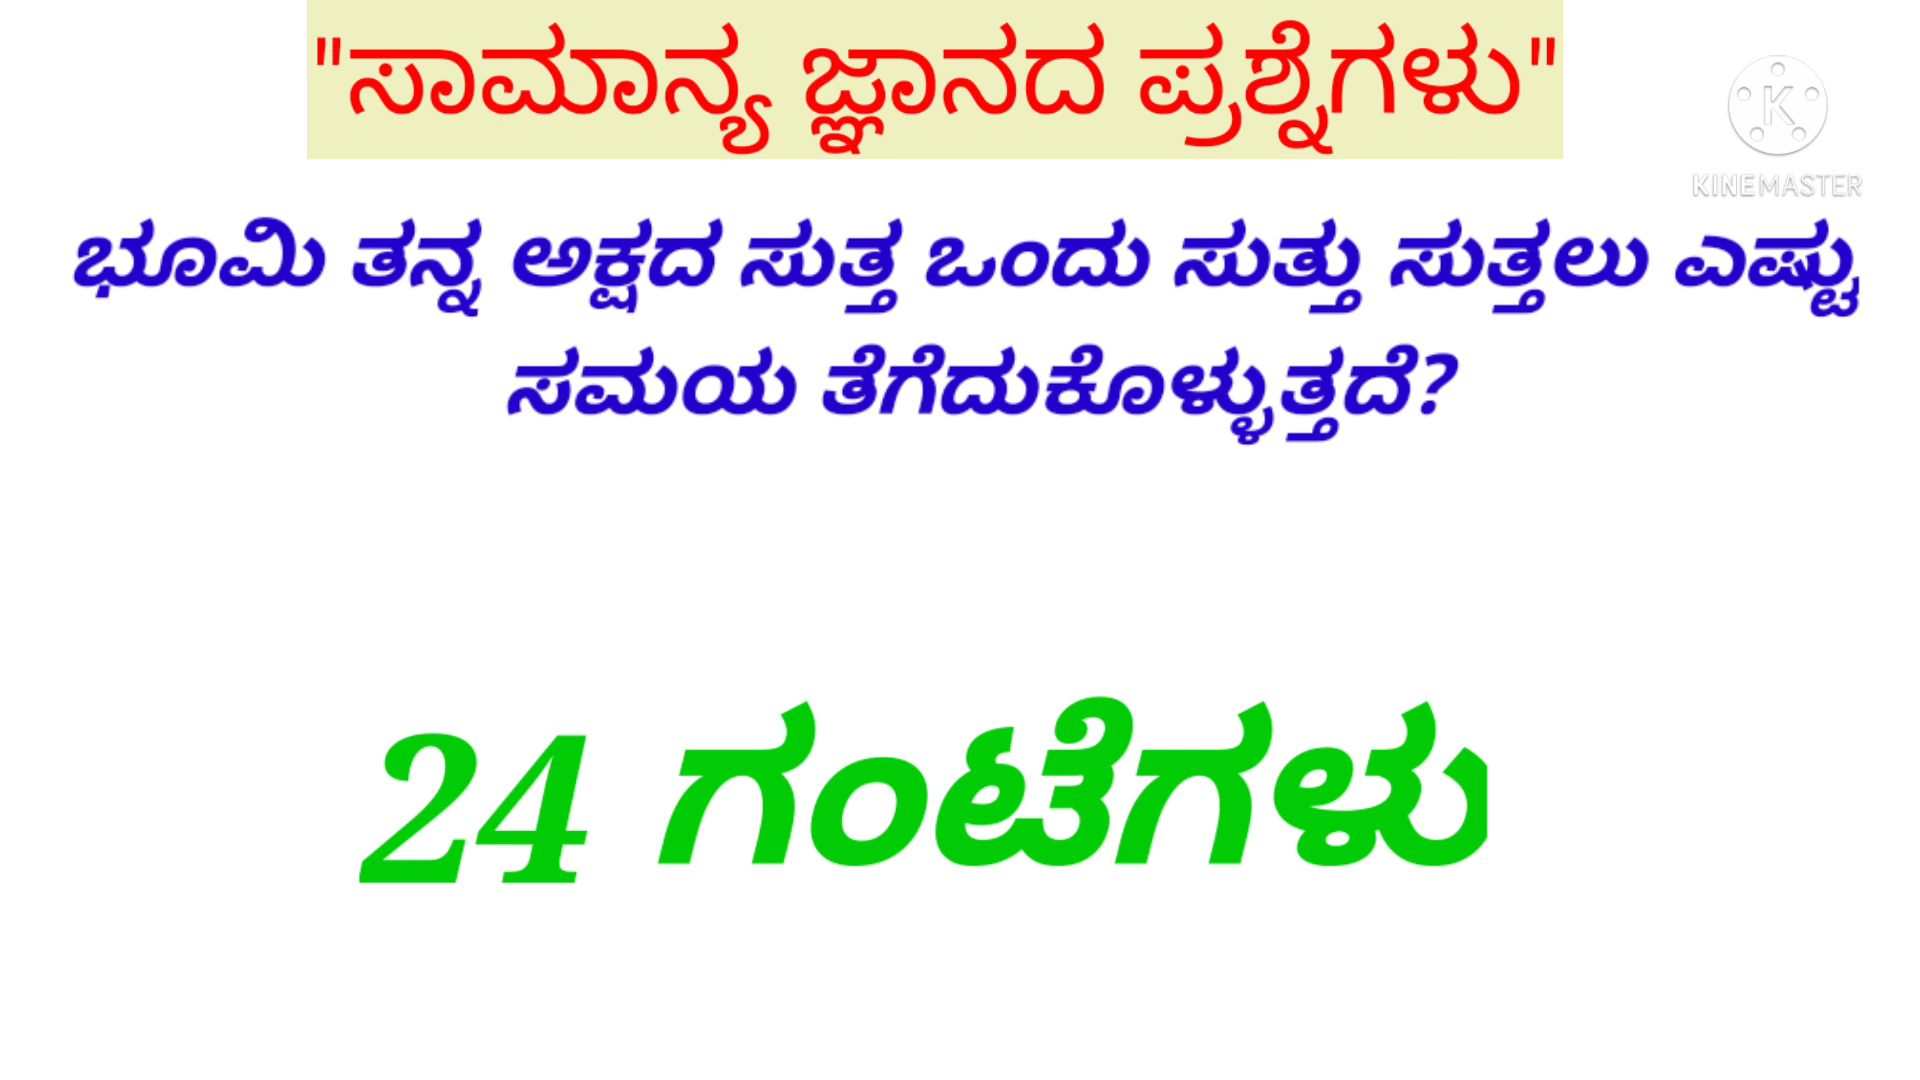 "ಸಾಮಾನ್ಯ ಜ್ಞಾನದ ಪ್ರಶ್ನೆಗಳು"
KINEMASTER
ಭೂಮಿ ತನ್ನ ಅಕ್ಷದ ಸುತ್ತ ಒಂದು ಸುತ್ತು ಸುತ್ತಲು ಎಷ್ಟು
ಸಮಯ ತೆಗೆದುಕೊಳ್ಳುತ್ತದೆ?
24 ಗಂಟೆಗಳು